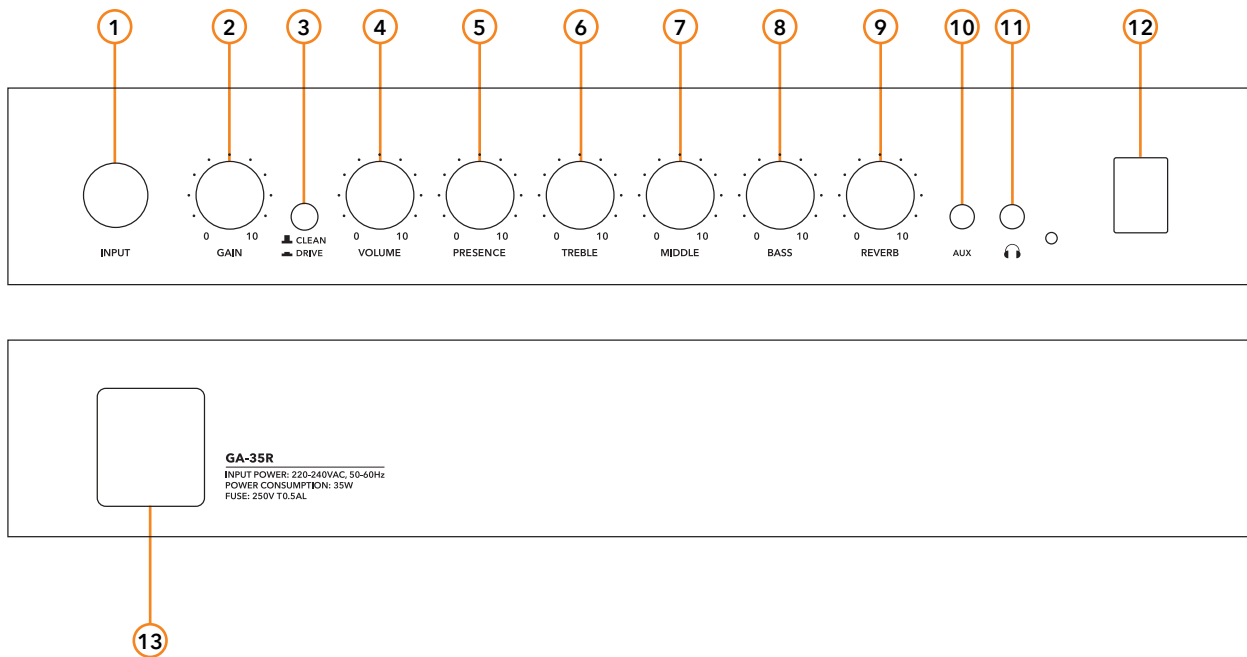 1 2 3 4 5 6 7 8 9 10 11 12
0 10 0 10 0 10 0 10 0 10 0 10 0 10
CLEAN
DRIVE
INPUT GAIN VOLUME PRESENCE TREBLE MIDDLE BASS REVERB AUX
GA-35R
INPUT POWER: 220-240VAC, 50-60Hz
POWER CONSUMPTION: 35W
FUSE: 250V T0.5AL
13